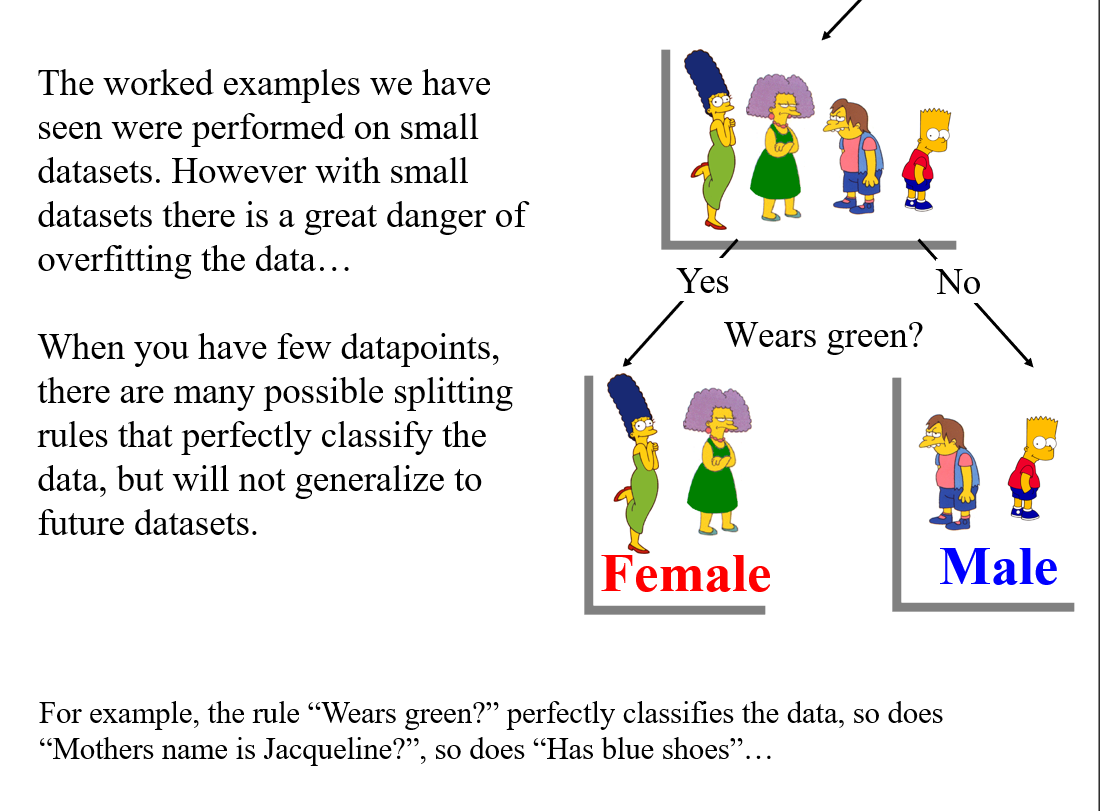 The worked examples we have
seen were performed on small
datasets. However with small
datasets there is a great danger of
overfitting the data…
When you have few datapoints,
there are many possible splitting
rules that perfectly classify the
data, but will not generalize to
future datasets.
Yes
No
Wears green?
Female
Male
For example, the rule “Wears green?” perfectly classifies the data, so does
“Mothers name is Jacqueline?”, so does “Has blue shoes”…